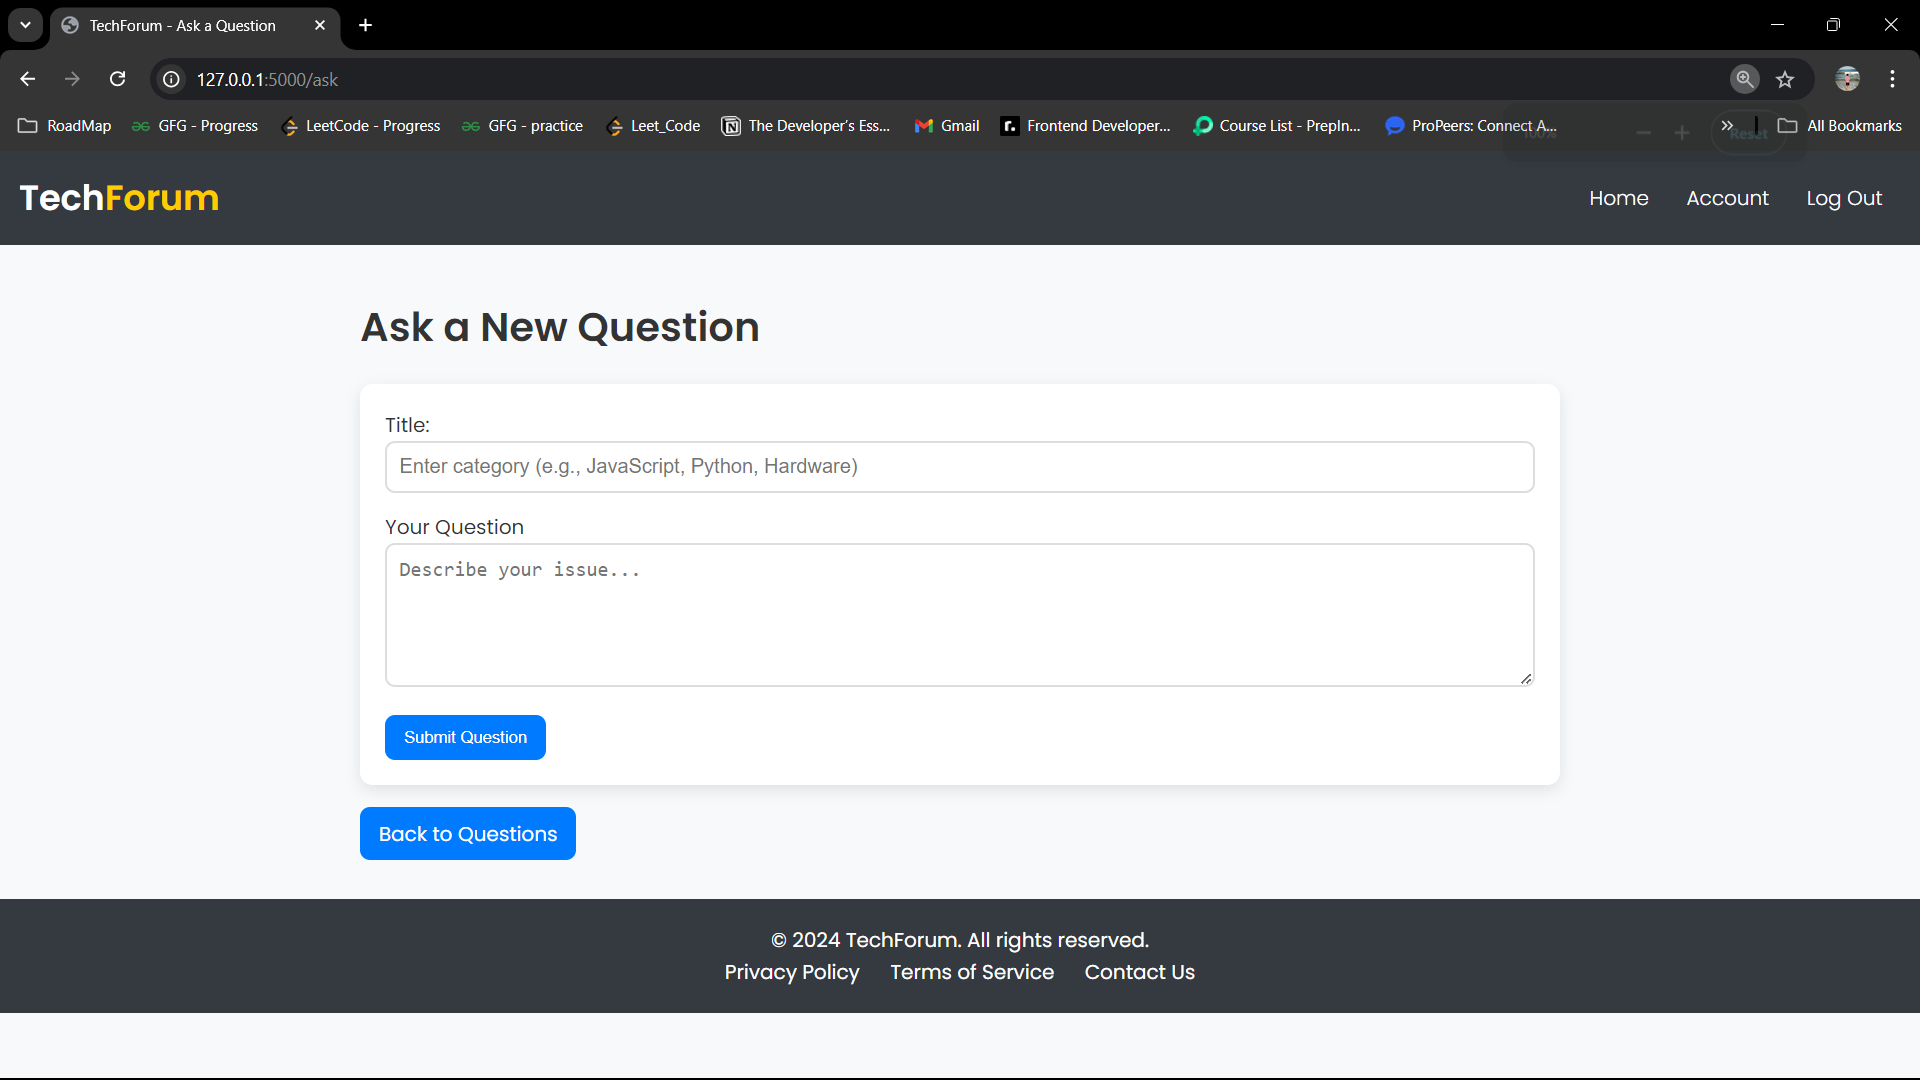 TechForum - Ask a Question
127.0.0.1:5000/ask
RoadMap GFG - Progress LeetCode - Progress GFG - practice Leet_Code The Developer's Ess... Gmail Frontend Developer... Course List - PrepIn... ProPeers: Connect A... All Bookmarks
100% Reset
TechForum Home Account Log Out
Ask a New Question
Title:
Enter category (e.g., JavaScript, Python, Hardware)
Your Question
Describe your issue...
Submit Question
Back to Questions
© 2024 TechForum. All rights reserved.
Privacy Policy Terms of Service Contact Us